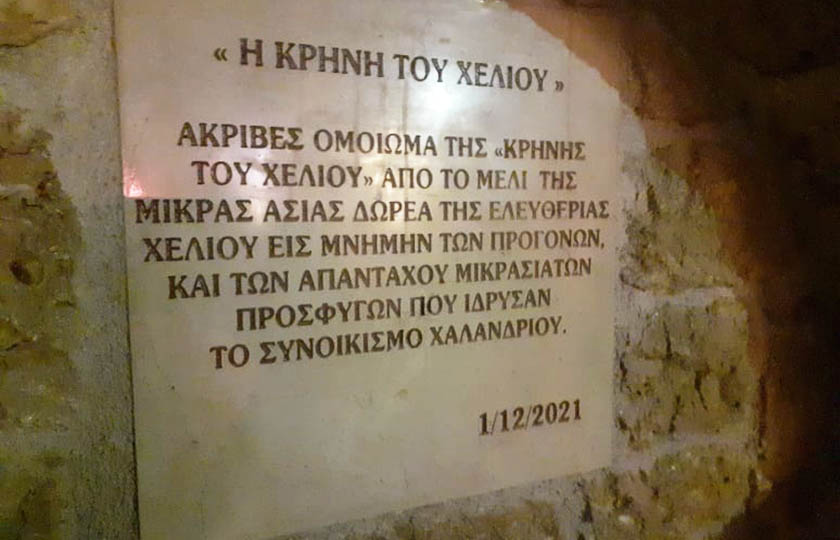 « Η ΚΡΗΝΗ ΤΟΥ ΧΕΛΙΟΥ »
ΑΚΡΙΒΕΣ ΟΜΟΙΩΜΑ ΤΗΣ «ΚΡΗΝΗΣ
ΤΟΥ ΧΕΛΙΟΥ» ΑΠΟ ΤΟ ΜΕΛΙ ΤΗΣ
ΜΙΚΡΑΣ ΑΣΙΑΣ ΔΩΡΕΑ ΤΗΣ ΕΛΕΥΘΕΡΙΑΣ
ΧΕΛΙΟΥ ΕΙΣ ΜΝΗΜΗΝ ΤΩΝ ΠΡΟΓΟΝΩΝ,
ΚΑΙ ΤΩΝ ΑΠΑΝΤΑΧΟΥ ΜΙΚΡΑΣΙΑΤΩΝ
ΠΡΟΣΦΥΓΩΝ ΠΟΥ ΙΔΡΥΣΑΝ
ΤΟ ΣΥΝΟΙΚΙΣΜΟ ΧΑΛΑΝΔΡΙΟΥ.
1/12/2021